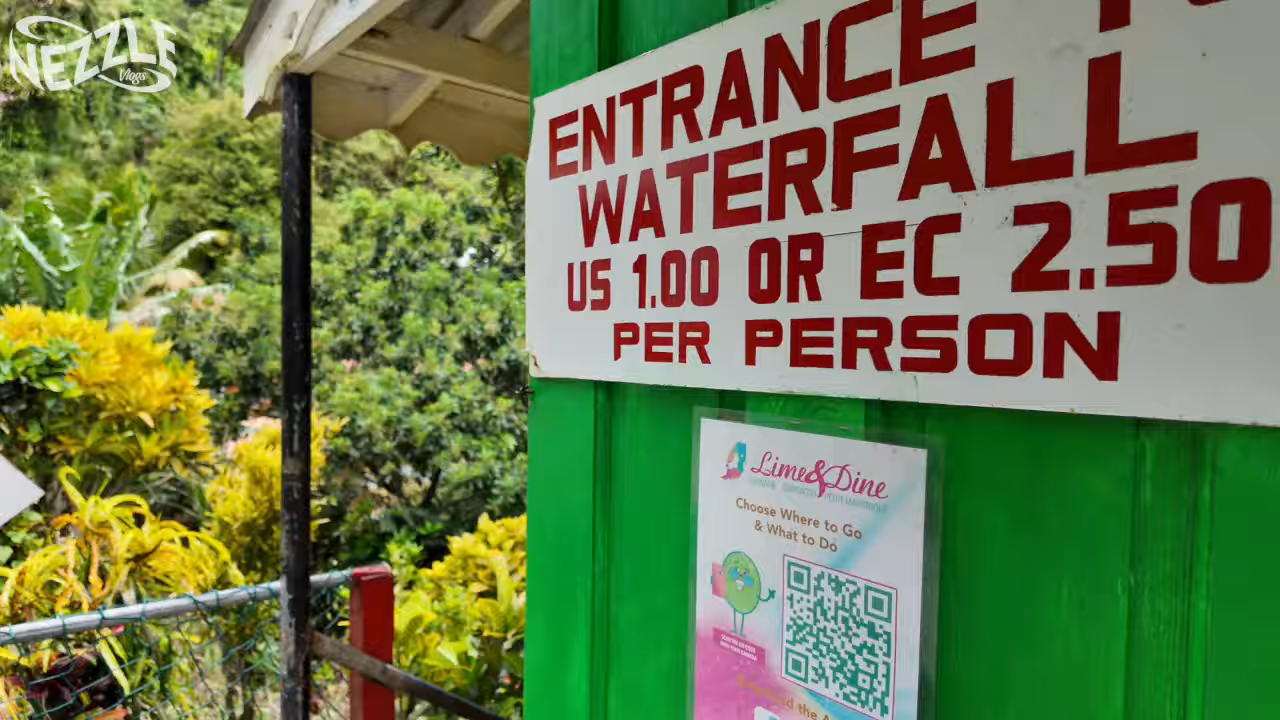 NEZZLE
Vlogs
ENTRANCE
WATERFALL
US 1.00 OR EC 2.50
PER PERSON
Lime&Dine
Choose Where to Go
& What to Do
the A